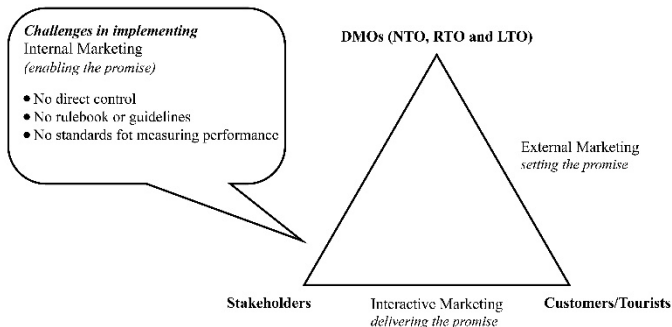 Challenges in implementing
Internal Marketing
(enabling the promise)
● No direct control
● No rulebook or guidelines
● No standards fot measuring performance
DMOs (NTO, RTO and LTO)
External Marketing
setting the promise
Stakeholders
Interactive Marketing
delivering the promise
Customers/Tourists